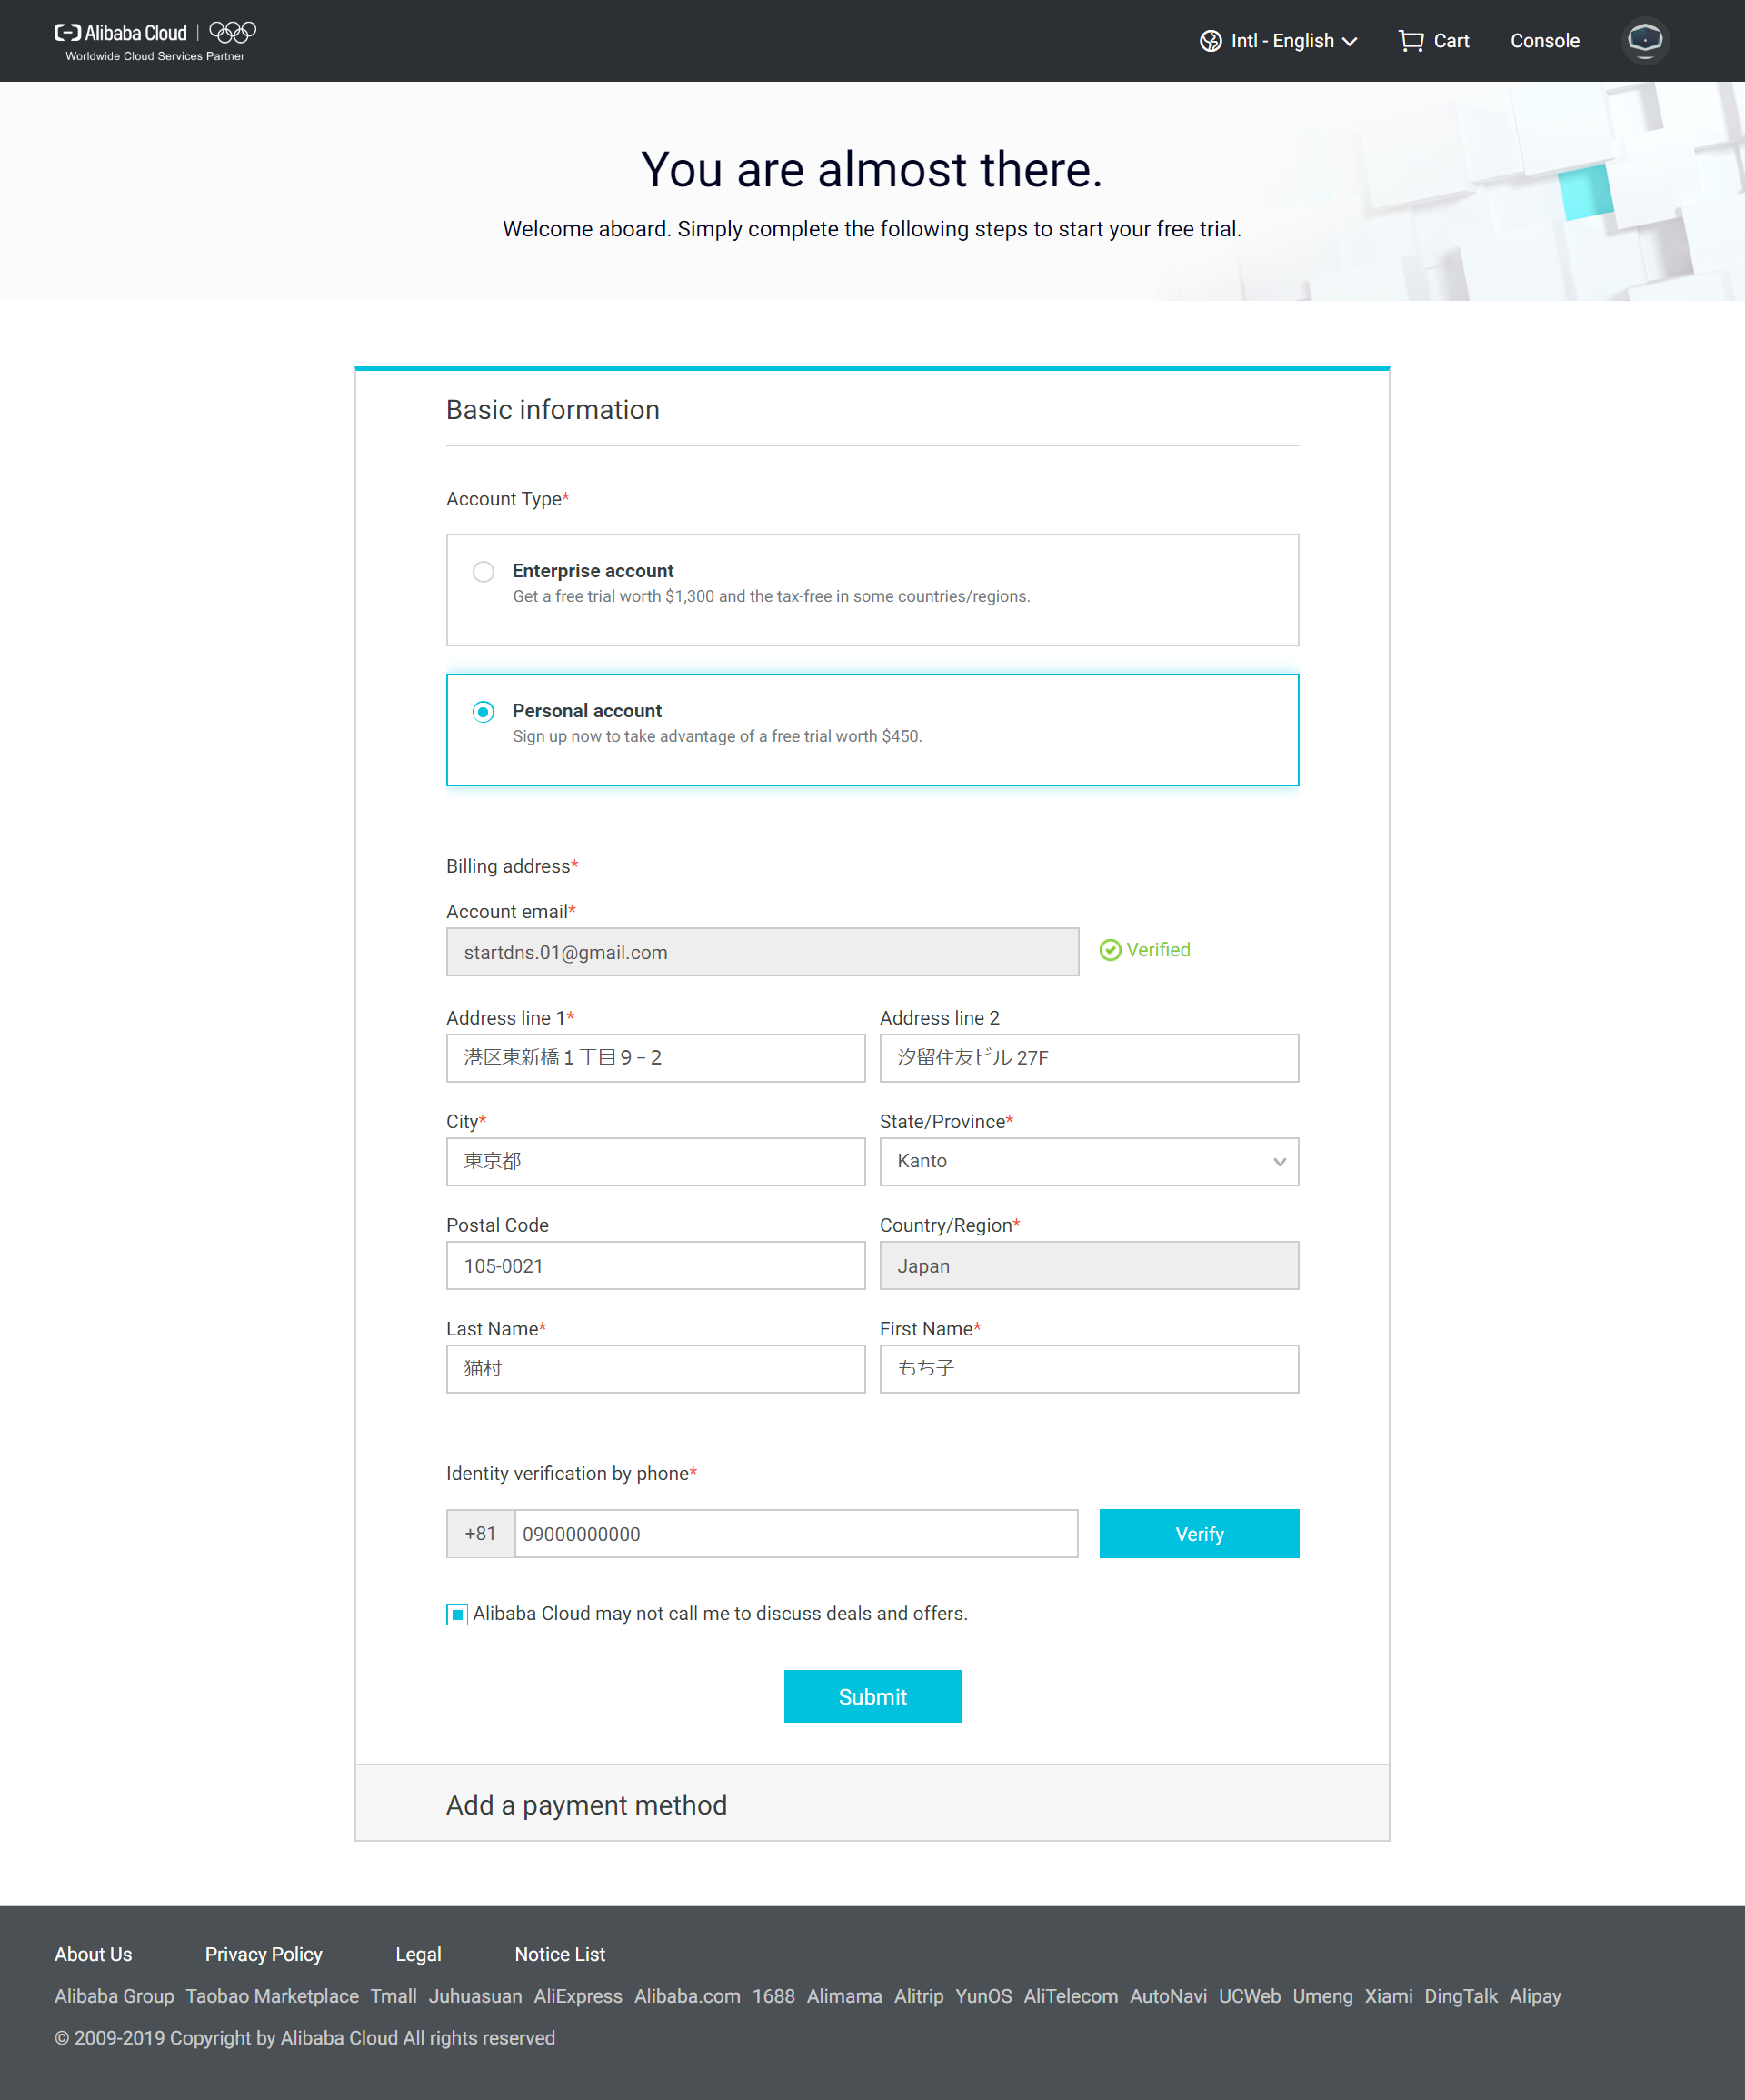 Alibaba Cloud
Worldwide Cloud Services Partner
Intl - English
Cart
Console
You are almost there.
Welcome aboard. Simply complete the following steps to start your free trial.
Basic information
Account Type*
Enterprise account
Get a free trial worth $1,300 and the tax-free in some countries/regions.
Personal account
Sign up now to take advantage of a free trial worth $450.
Billing address*
Account email*
startdns.01@gmail.com
Verified
Address line 1*
Address line 2
港区東新橋１丁目９−２
汐留住友ビル 27F
City*
State/Province*
東京都
Kanto
Postal Code
Country/Region*
105-0021
Japan
Last Name*
First Name*
猫村
もち子
Identity verification by phone*
+81
09000000000
Verify
Alibaba Cloud may not call me to discuss deals and offers.
Submit
Add a payment method
About Us
Privacy Policy
Legal
Notice List
Alibaba Group Taobao Marketplace Tmall Juhuasuan AliExpress Alibaba.com 1688 Alimama Alitrip YunOS AliTelecom AutoNavi UCWeb Umeng Xiami DingTalk Alipay
© 2009-2019 Copyright by Alibaba Cloud All rights reserved